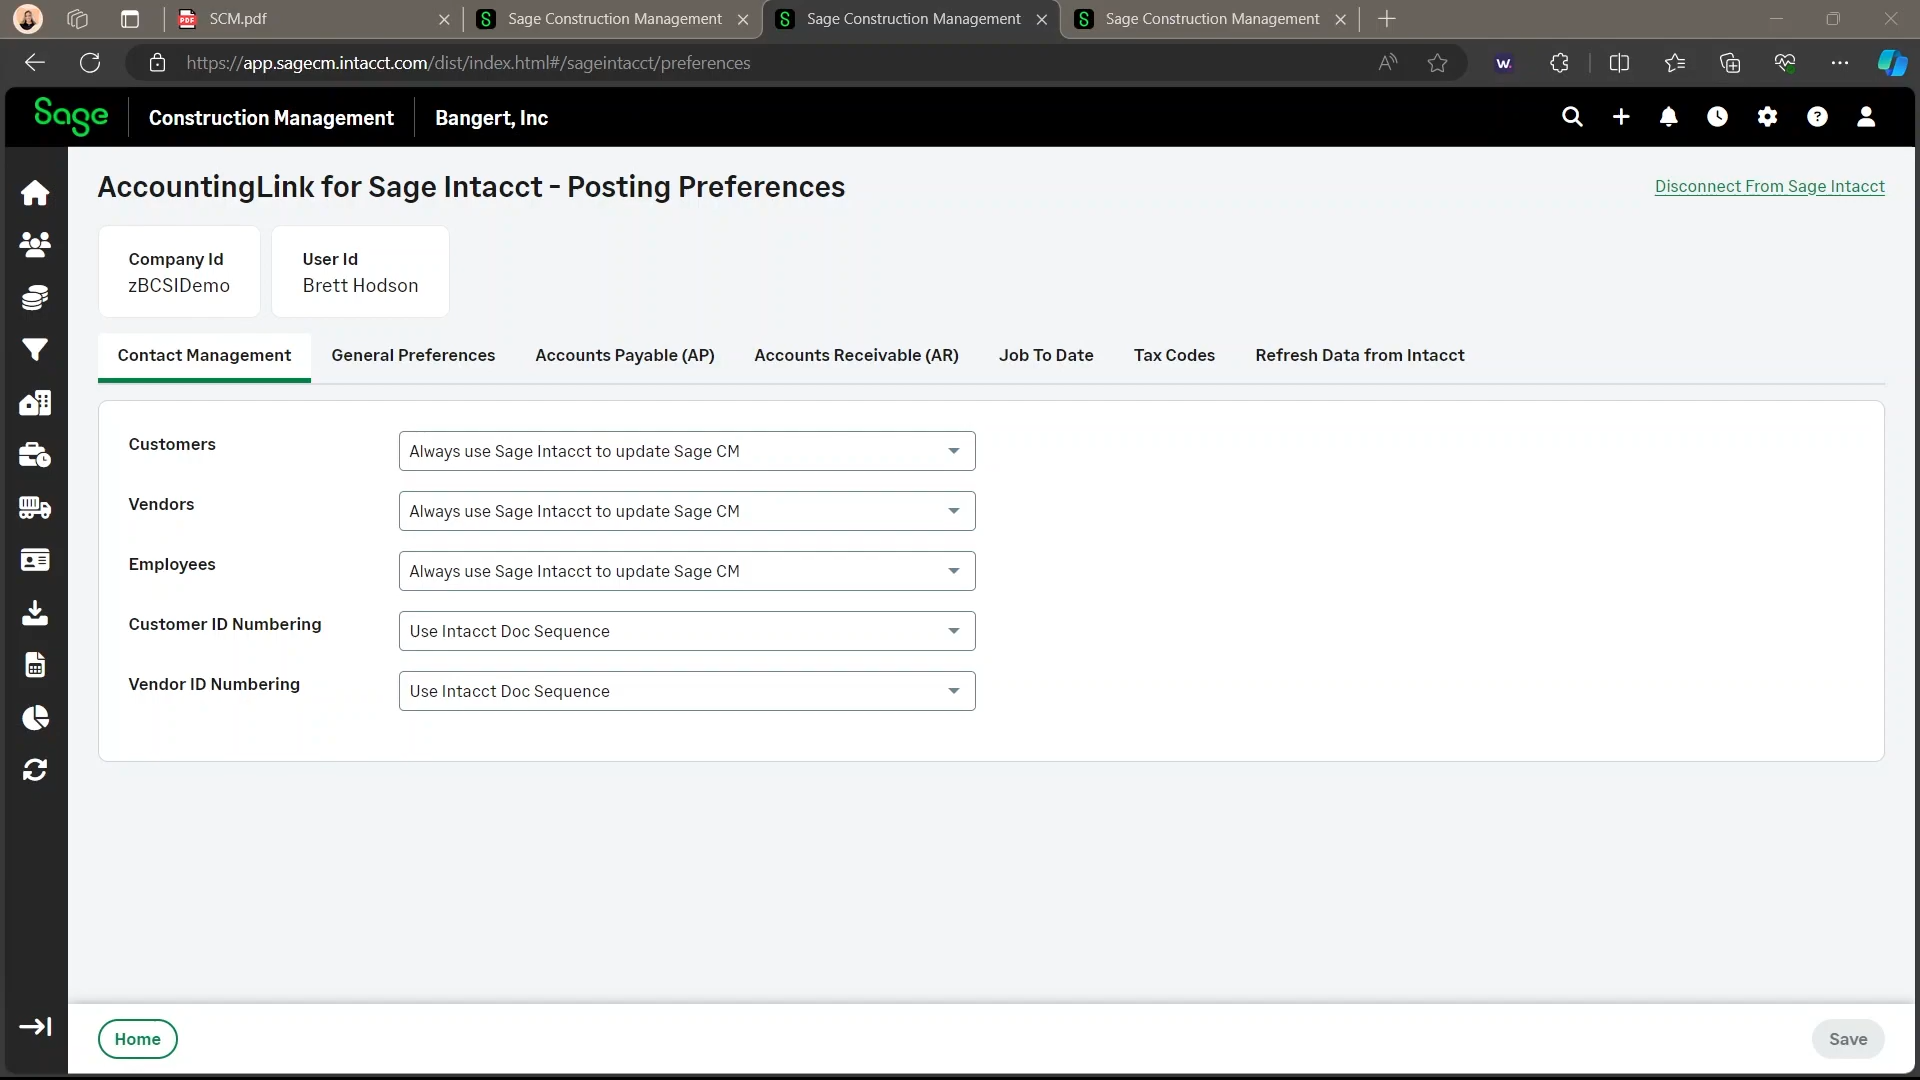 SCM.pdf
Sage Construction Management
Sage Construction Management
Sage Construction Management
https://app.sagecm.intacct.com/dist/index.html#/sageintacct/preferences
Sage
Construction Management
Bangert, Inc
AccountingLink for Sage Intacct - Posting Preferences
Disconnect From Sage Intacct
Company Id
zBCSIDemo
User Id
Brett Hodson
Contact Management
General Preferences
Accounts Payable (AP)
Accounts Receivable (AR)
Job To Date
Tax Codes
Refresh Data from Intacct
Customers
Always use Sage Intacct to update Sage CM
Vendors
Always use Sage Intacct to update Sage CM
Employees
Always use Sage Intacct to update Sage CM
Customer ID Numbering
Use Intacct Doc Sequence
Vendor ID Numbering
Use Intacct Doc Sequence
Home
Save